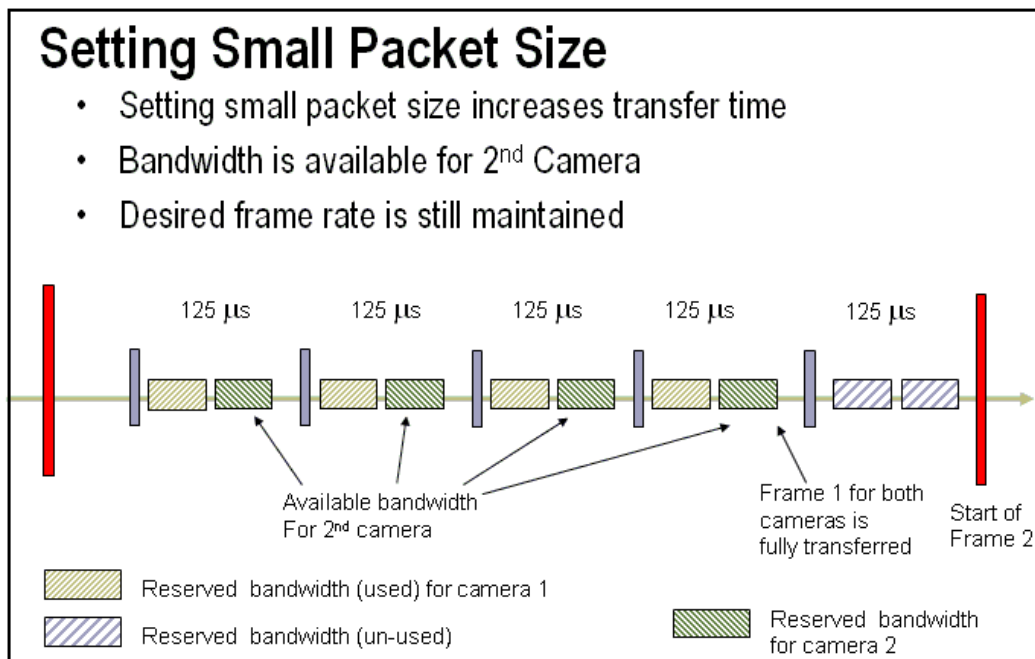 Setting Small Packet Size
• Setting small packet size increases transfer time
• Bandwidth is available for 2nd Camera
• Desired frame rate is still maintained
125 μs 125 μs 125 μs 125 μs 125 μs
Available bandwidth
For 2nd camera
Frame 1 for both
cameras is
fully transferred
Start of
Frame 2
Reserved bandwidth (used) for camera 1
Reserved bandwidth (un-used)
Reserved bandwidth
for camera 2